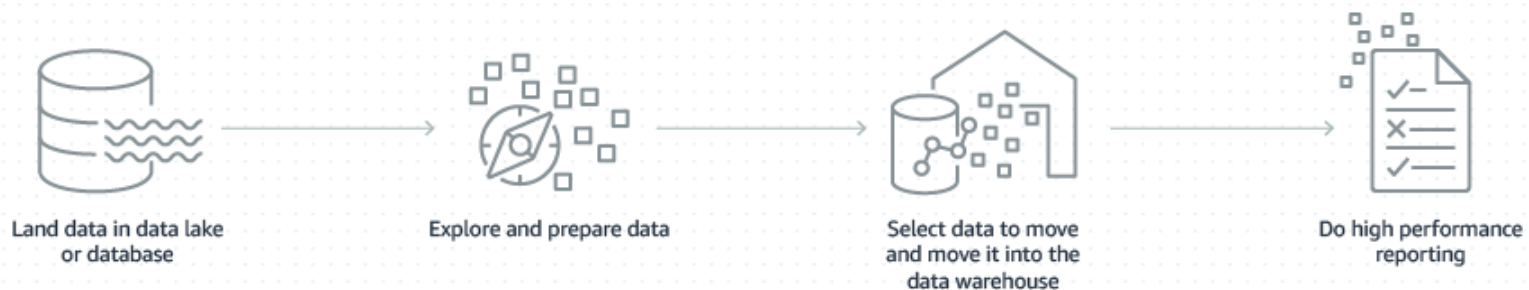 Land data in data lake
or database
Explore and prepare data
Select data to move
and move it into the
data warehouse
Do high performance
reporting